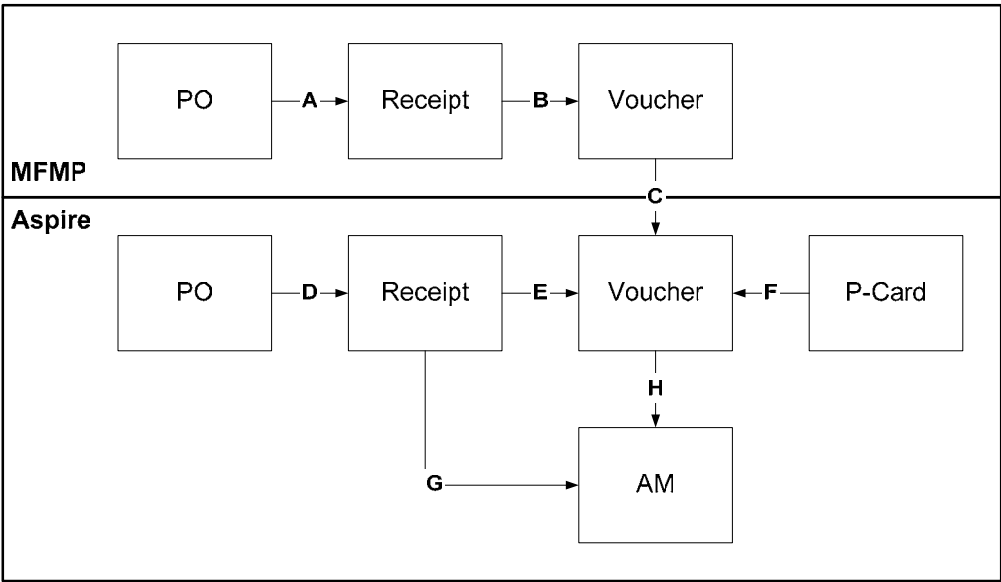 PO
A
Receipt
B
Voucher
MFMP
C
Aspire
PO
D
Receipt
E
Voucher
F
P-Card
H
G
AM